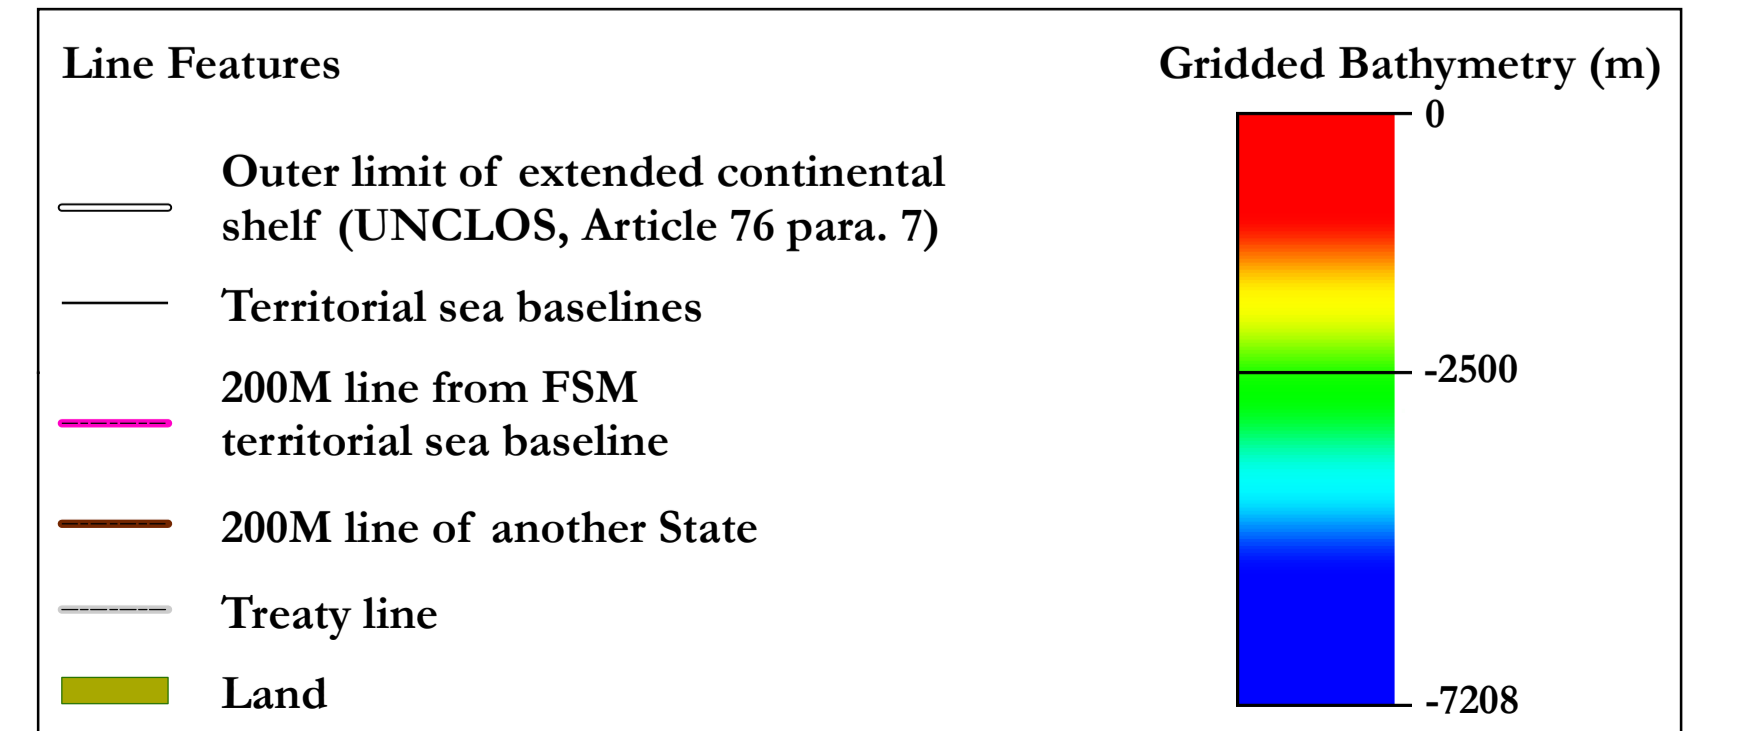 Line Features
Outer limit of extended continental
shelf (UNCLOS, Article 76 para. 7)
Territorial sea baselines
200M line from FSM
territorial sea baseline
200M line of another State
Treaty line
Land
Gridded Bathymetry (m)
0
-2500
-7208